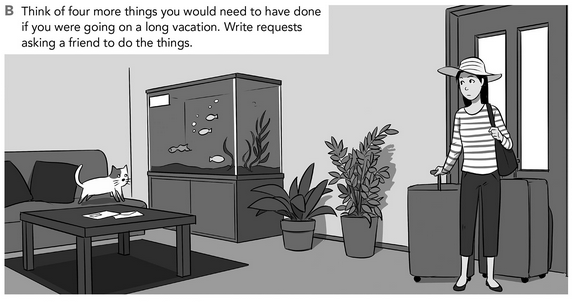 B Think of four more things you would need to have done
if you were going on a long vacation. Write requests
asking a friend to do the things.